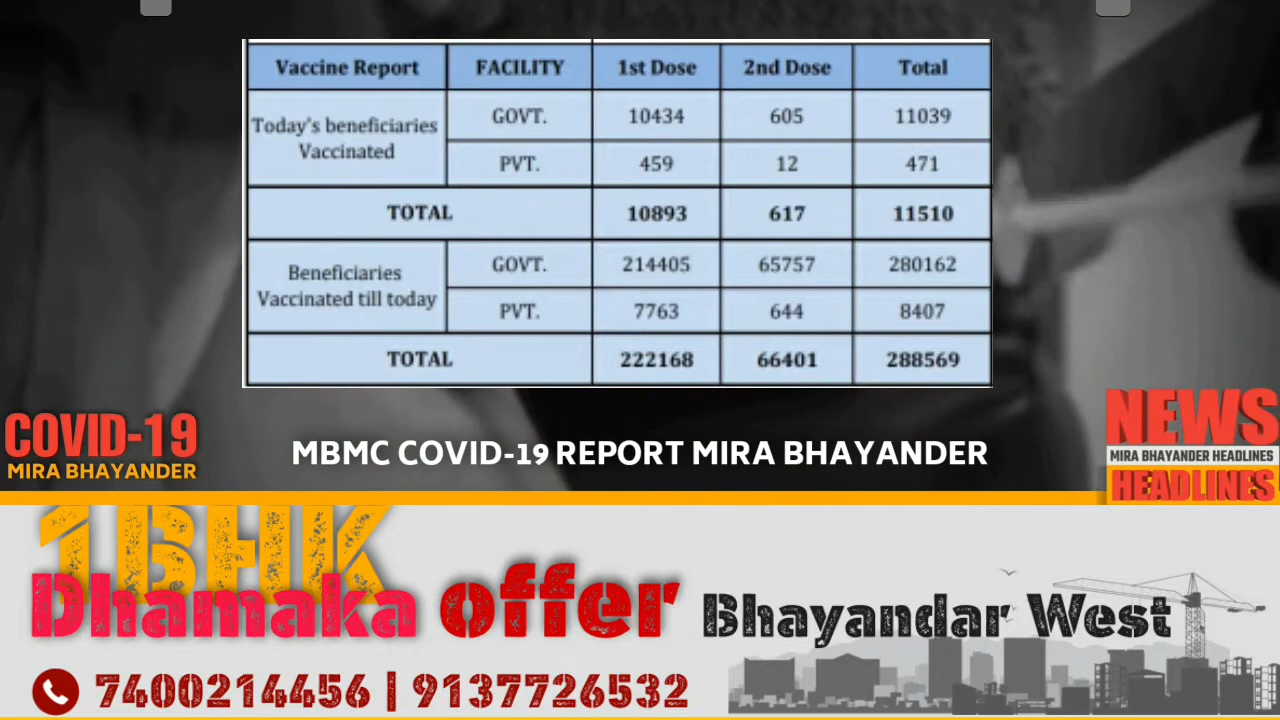 Vaccine Report FACILITY 1st Dose 2nd Dose Total
Today's beneficiaries Vaccinated GOVT. 10434 605 11039
PVT. 459 12 471
TOTAL 10893 617 11510
Beneficiaries Vaccinated till today GOVT. 214405 65757 280162
PVT. 7763 644 8407
TOTAL 222168 66401 288569
COVID-19
MIRA BHAYANDER
MBMC COVID-19 REPORT MIRA BHAYANDER
NEWS
MIRA BHAYANDER HEADLINES
HEADLINES
1BHK
Dhamaka offer Bhayandar West
7400214456 | 9137726532